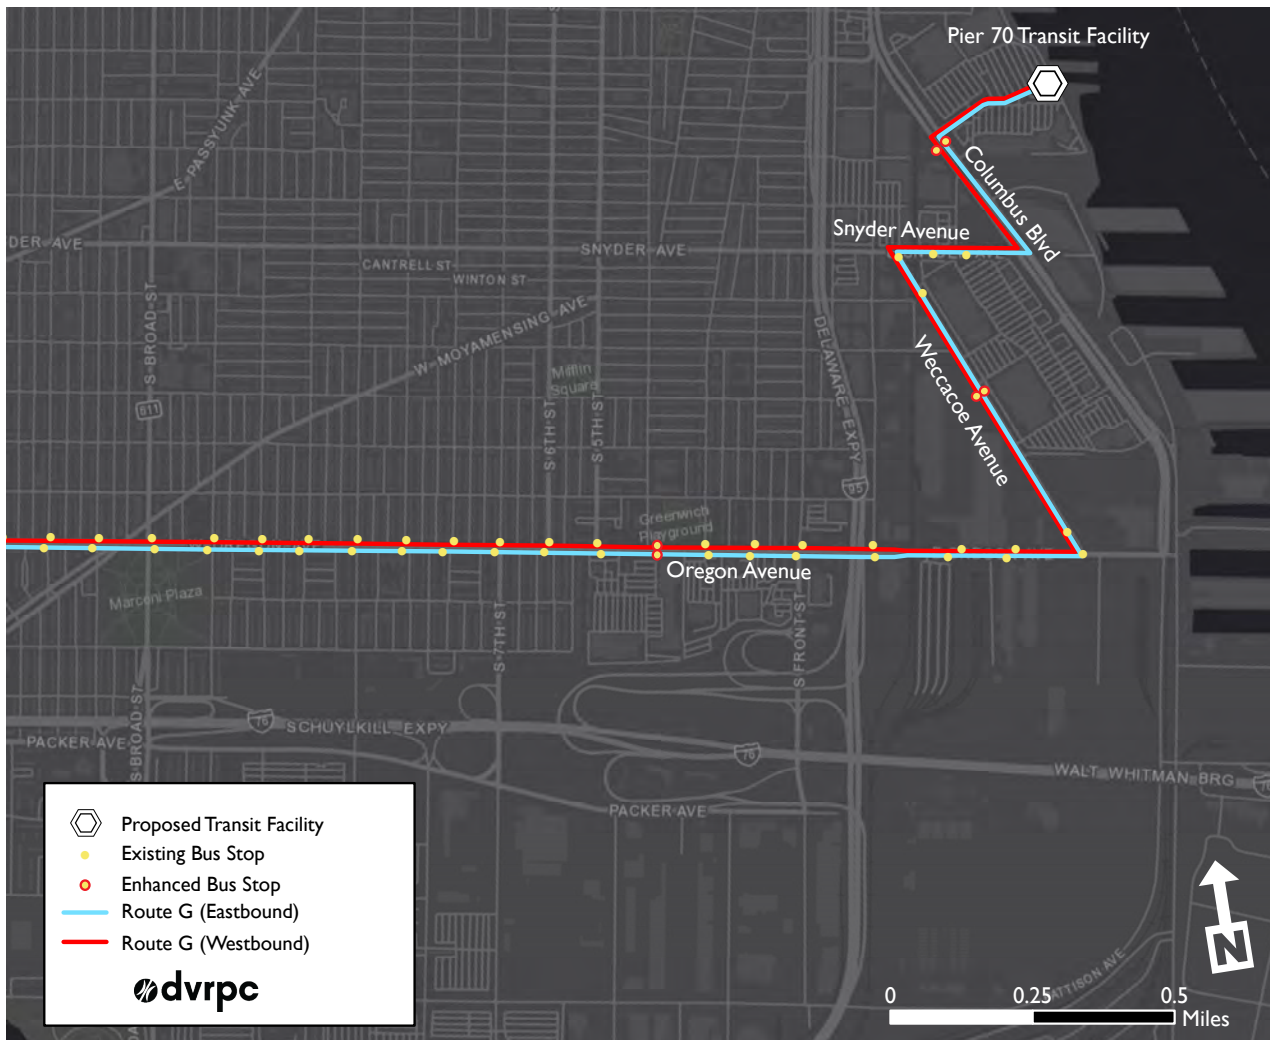 Pier 70 Transit Facility
E PASSYUNK AVE
Columbus Blvd
Snyder Avenue
DER AVE
SNYDER AVE
CANTRELL ST
WINTON ST
S BROAD ST
W MOYAMENSING AVE
DELAWARE EXPY
Mifflin
Square
Weccacoe Avenue
611
S 6TH ST
S 5TH ST
95
Greenwich
Playground
Oregon Avenue
Marconi Plaza
S 7TH ST
S FRONT ST
S BROAD ST
76
SCHUYLKILL EXPY
PACKER AVE
76
WALT WHITMAN BRG
PACKER AVE
Proposed Transit Facility
Existing Bus Stop
Enhanced Bus Stop
Route G (Eastbound)
Route G (Westbound)
dvrpc
N
ATTISON AVE
0 0.25 0.5
Miles